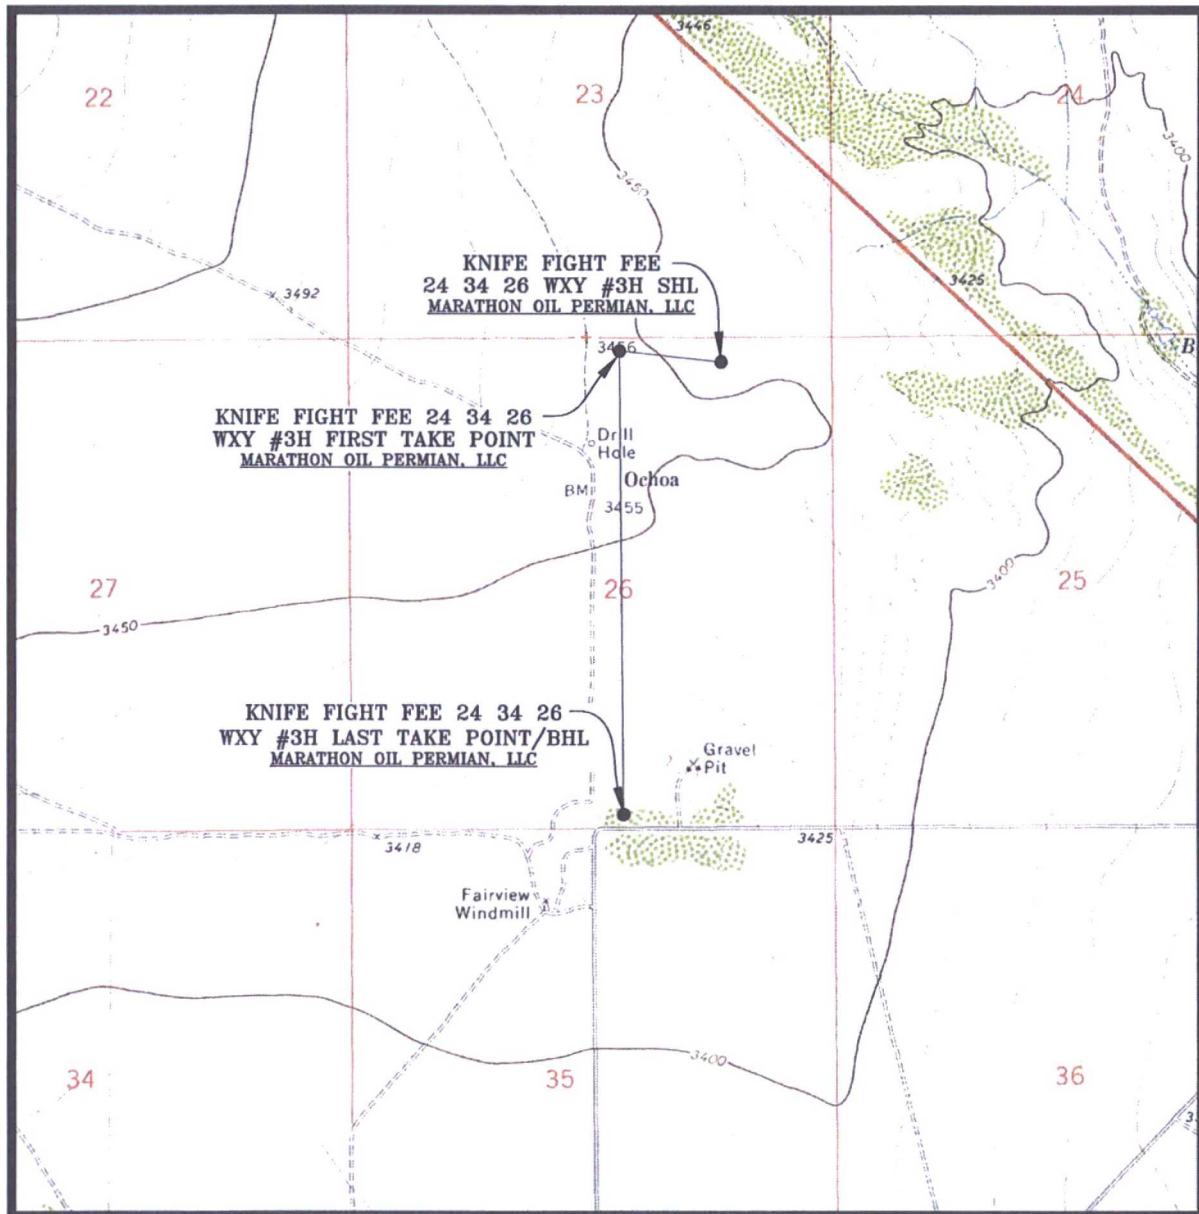 3446
22
23
24
3400
3450
KNIFE FIGHT FEE
24 34 26 WXY #3H SHL
MARATHON OIL PERMIAN, LLC
3425
3492
3456
B
KNIFE FIGHT FEE 24 34 26
WXY #3H FIRST TAKE POINT
MARATHON OIL PERMIAN, LLC
Drill
Hole
Ochoa
BM
3455
27
26
25
3400
3450
KNIFE FIGHT FEE 24 34 26
WXY #3H LAST TAKE POINT/BHL
MARATHON OIL PERMIAN, LLC
Gravel
Pit
3418
3425
Fairview
Windmill
3400
34
35
36